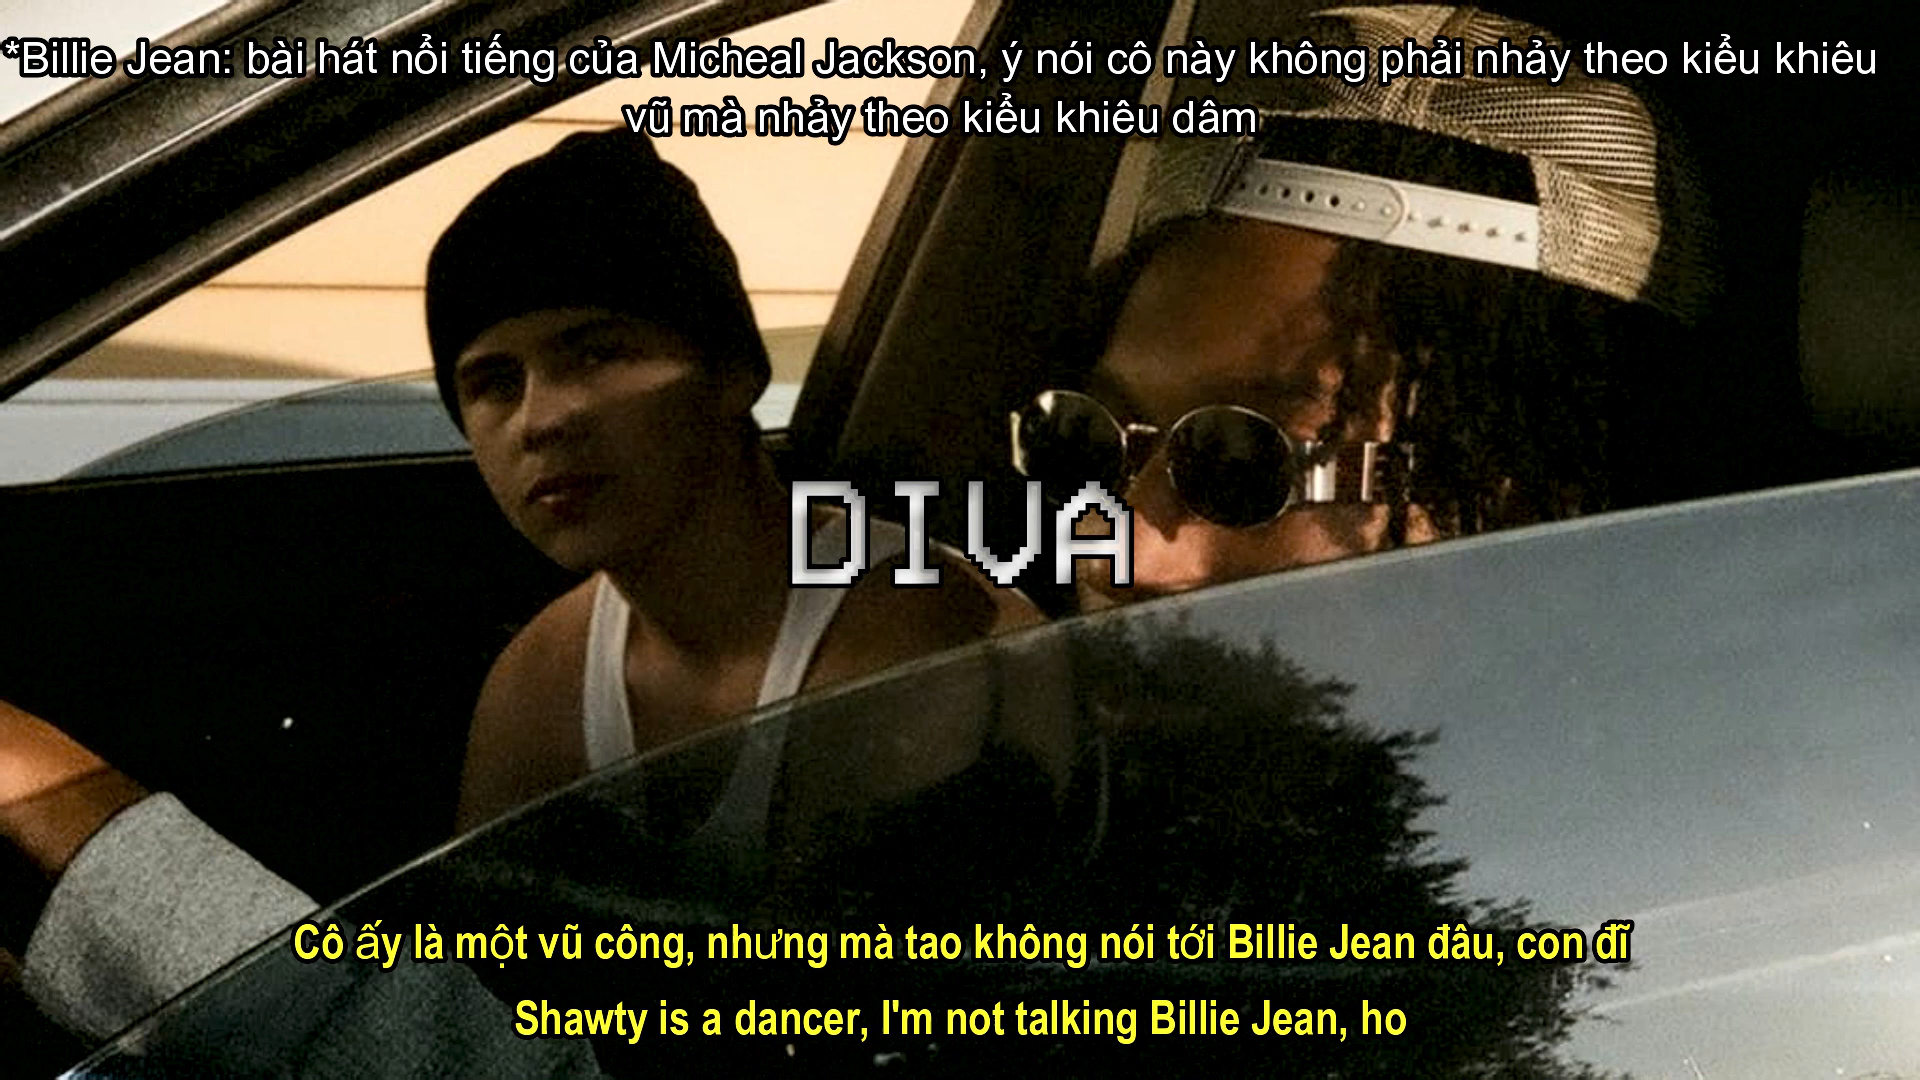 *Billie Jean: bài hát nổi tiếng của Micheal Jackson, ý nói cô này không phải nhảy theo kiểu khiêu
vũ mà nhảy theo kiểu khiêu dâm
DIVA
Cô ấy là một vũ công, nhưng mà tao không nói tới Billie Jean đâu, con đĩ
Shawty is a dancer, I'm not talking Billie Jean, ho